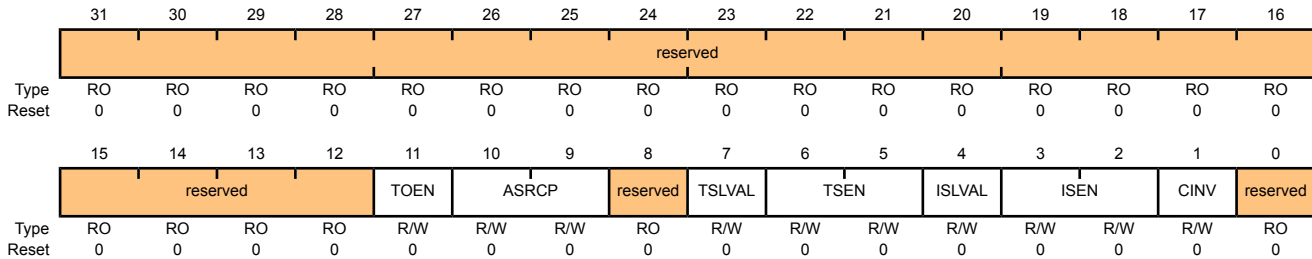 31 30 29 28 27 26 25 24 23 22 21 20 19 18 17 16
reserved
Type RO RO RO RO RO RO RO RO RO RO RO RO RO RO RO RO
Reset 0 0 0 0 0 0 0 0 0 0 0 0 0 0 0 0
15 14 13 12 11 10 9 8 7 6 5 4 3 2 1 0
reserved TOEN ASRCP reserved TSLVAL TSEN ISLVAL ISEN CINV reserved
Type RO RO RO RO R/W R/W R/W RO R/W R/W R/W R/W R/W R/W R/W RO
Reset 0 0 0 0 0 0 0 0 0 0 0 0 0 0 0 0